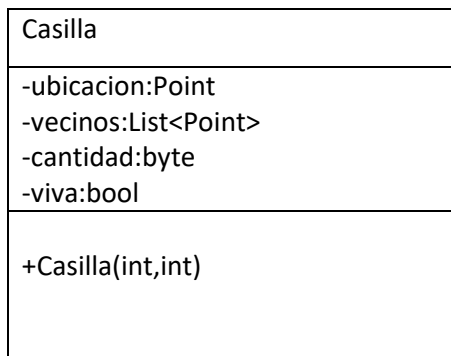 Casilla
-ubicacion:Point
-vecinos:List<Point>
-cantidad:byte
-viva:bool
+Casilla(int,int)